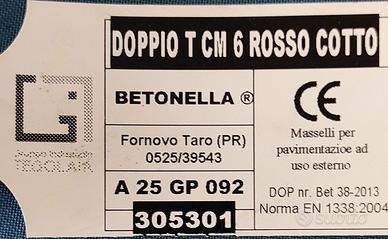 DOPPIO T CM 6 ROSSO COTTO
BETONELLA ®
Fornovo Taro (PR)
0525/39543
A 25 GP 092
305301
CE
Masselli per
pavimentazioe ad
uso esterno
DOP nr. Bet 38-2013
Norma EN 1338:2004
subito